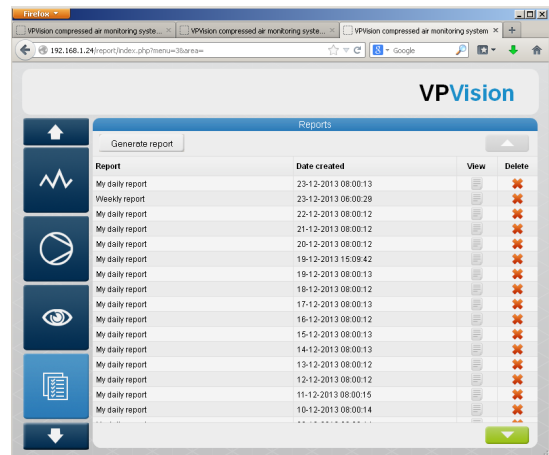 Firefox
VPVision compressed air monitoring syste... × VPVision compressed air monitoring syste... × VPVision compressed air monitoring system × +
192.168.1.24/report/index.php?menu=3&area= Google
VPVision
Reports
Generate report
Report Date created View Delete
My daily report 23-12-2013 08:00:13
Weekly report 23-12-2013 06:00:29
My daily report 22-12-2013 08:00:12
My daily report 21-12-2013 08:00:12
My daily report 20-12-2013 08:00:12
My daily report 19-12-2013 15:09:42
My daily report 19-12-2013 08:00:13
My daily report 18-12-2013 08:00:12
My daily report 17-12-2013 08:00:13
My daily report 16-12-2013 08:00:12
My daily report 15-12-2013 08:00:13
My daily report 14-12-2013 08:00:13
My daily report 13-12-2013 08:00:12
My daily report 12-12-2013 08:00:12
My daily report 11-12-2013 08:00:15
My daily report 10-12-2013 08:00:14